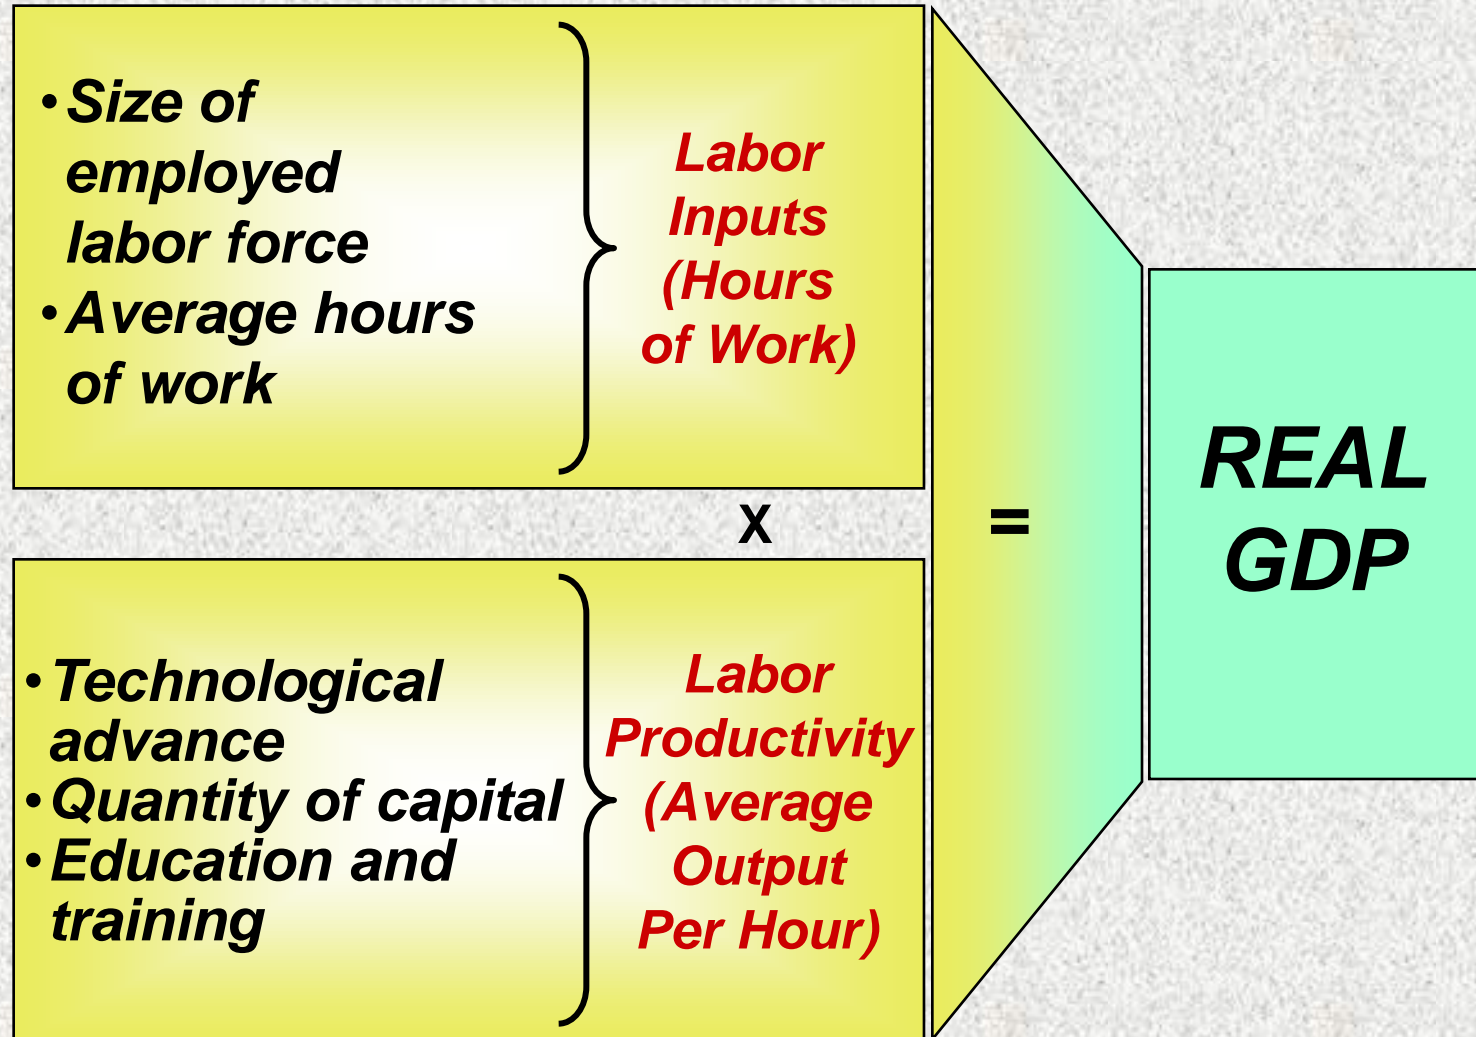 •Size of
employed
labor force
•Average hours
of work
Labor
Inputs
(Hours
of Work)
x
•Technological
advance
•Quantity of capital
•Education and
training
Labor
Productivity
(Average
Output
Per Hour)
=
REAL
GDP